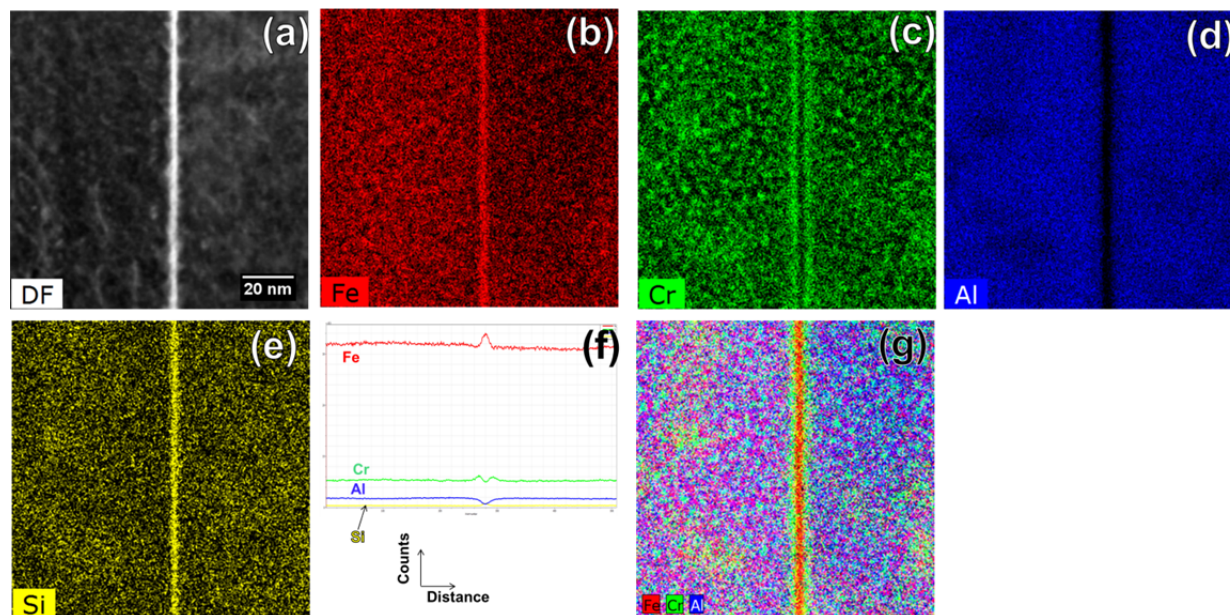 (a)
DF
20 nm
(b)
Fe
(c)
Cr
(d)
Al
(e)
Si
(f)
Fe
Cr
Al
Si
Counts
Distance
(g)
Fe Cr Al